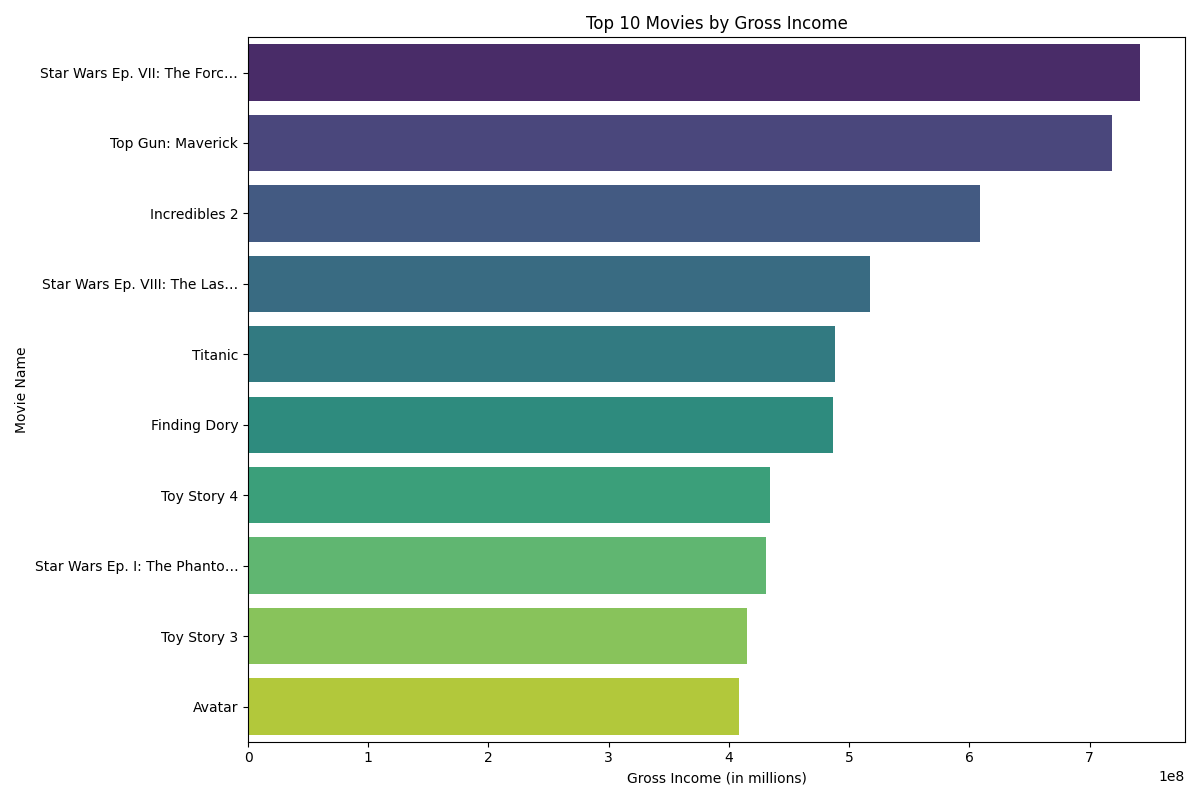 Top 10 Movies by Gross Income
Star Wars Ep. VII: The Forc...
Top Gun: Maverick
Incredibles 2
Star Wars Ep. VIII: The Las...
Titanic
Finding Dory
Toy Story 4
Star Wars Ep. I: The Phanto...
Toy Story 3
Avatar
Movie Name
0 1 2 3 4 5 6 7
1e8
Gross Income (in millions)